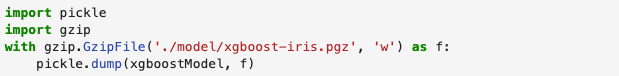 import pickle
import gzip
with gzip.GzipFile('./model/xgboost-iris.pgz', 'w') as f:
    pickle.dump(xgboostModel, f)